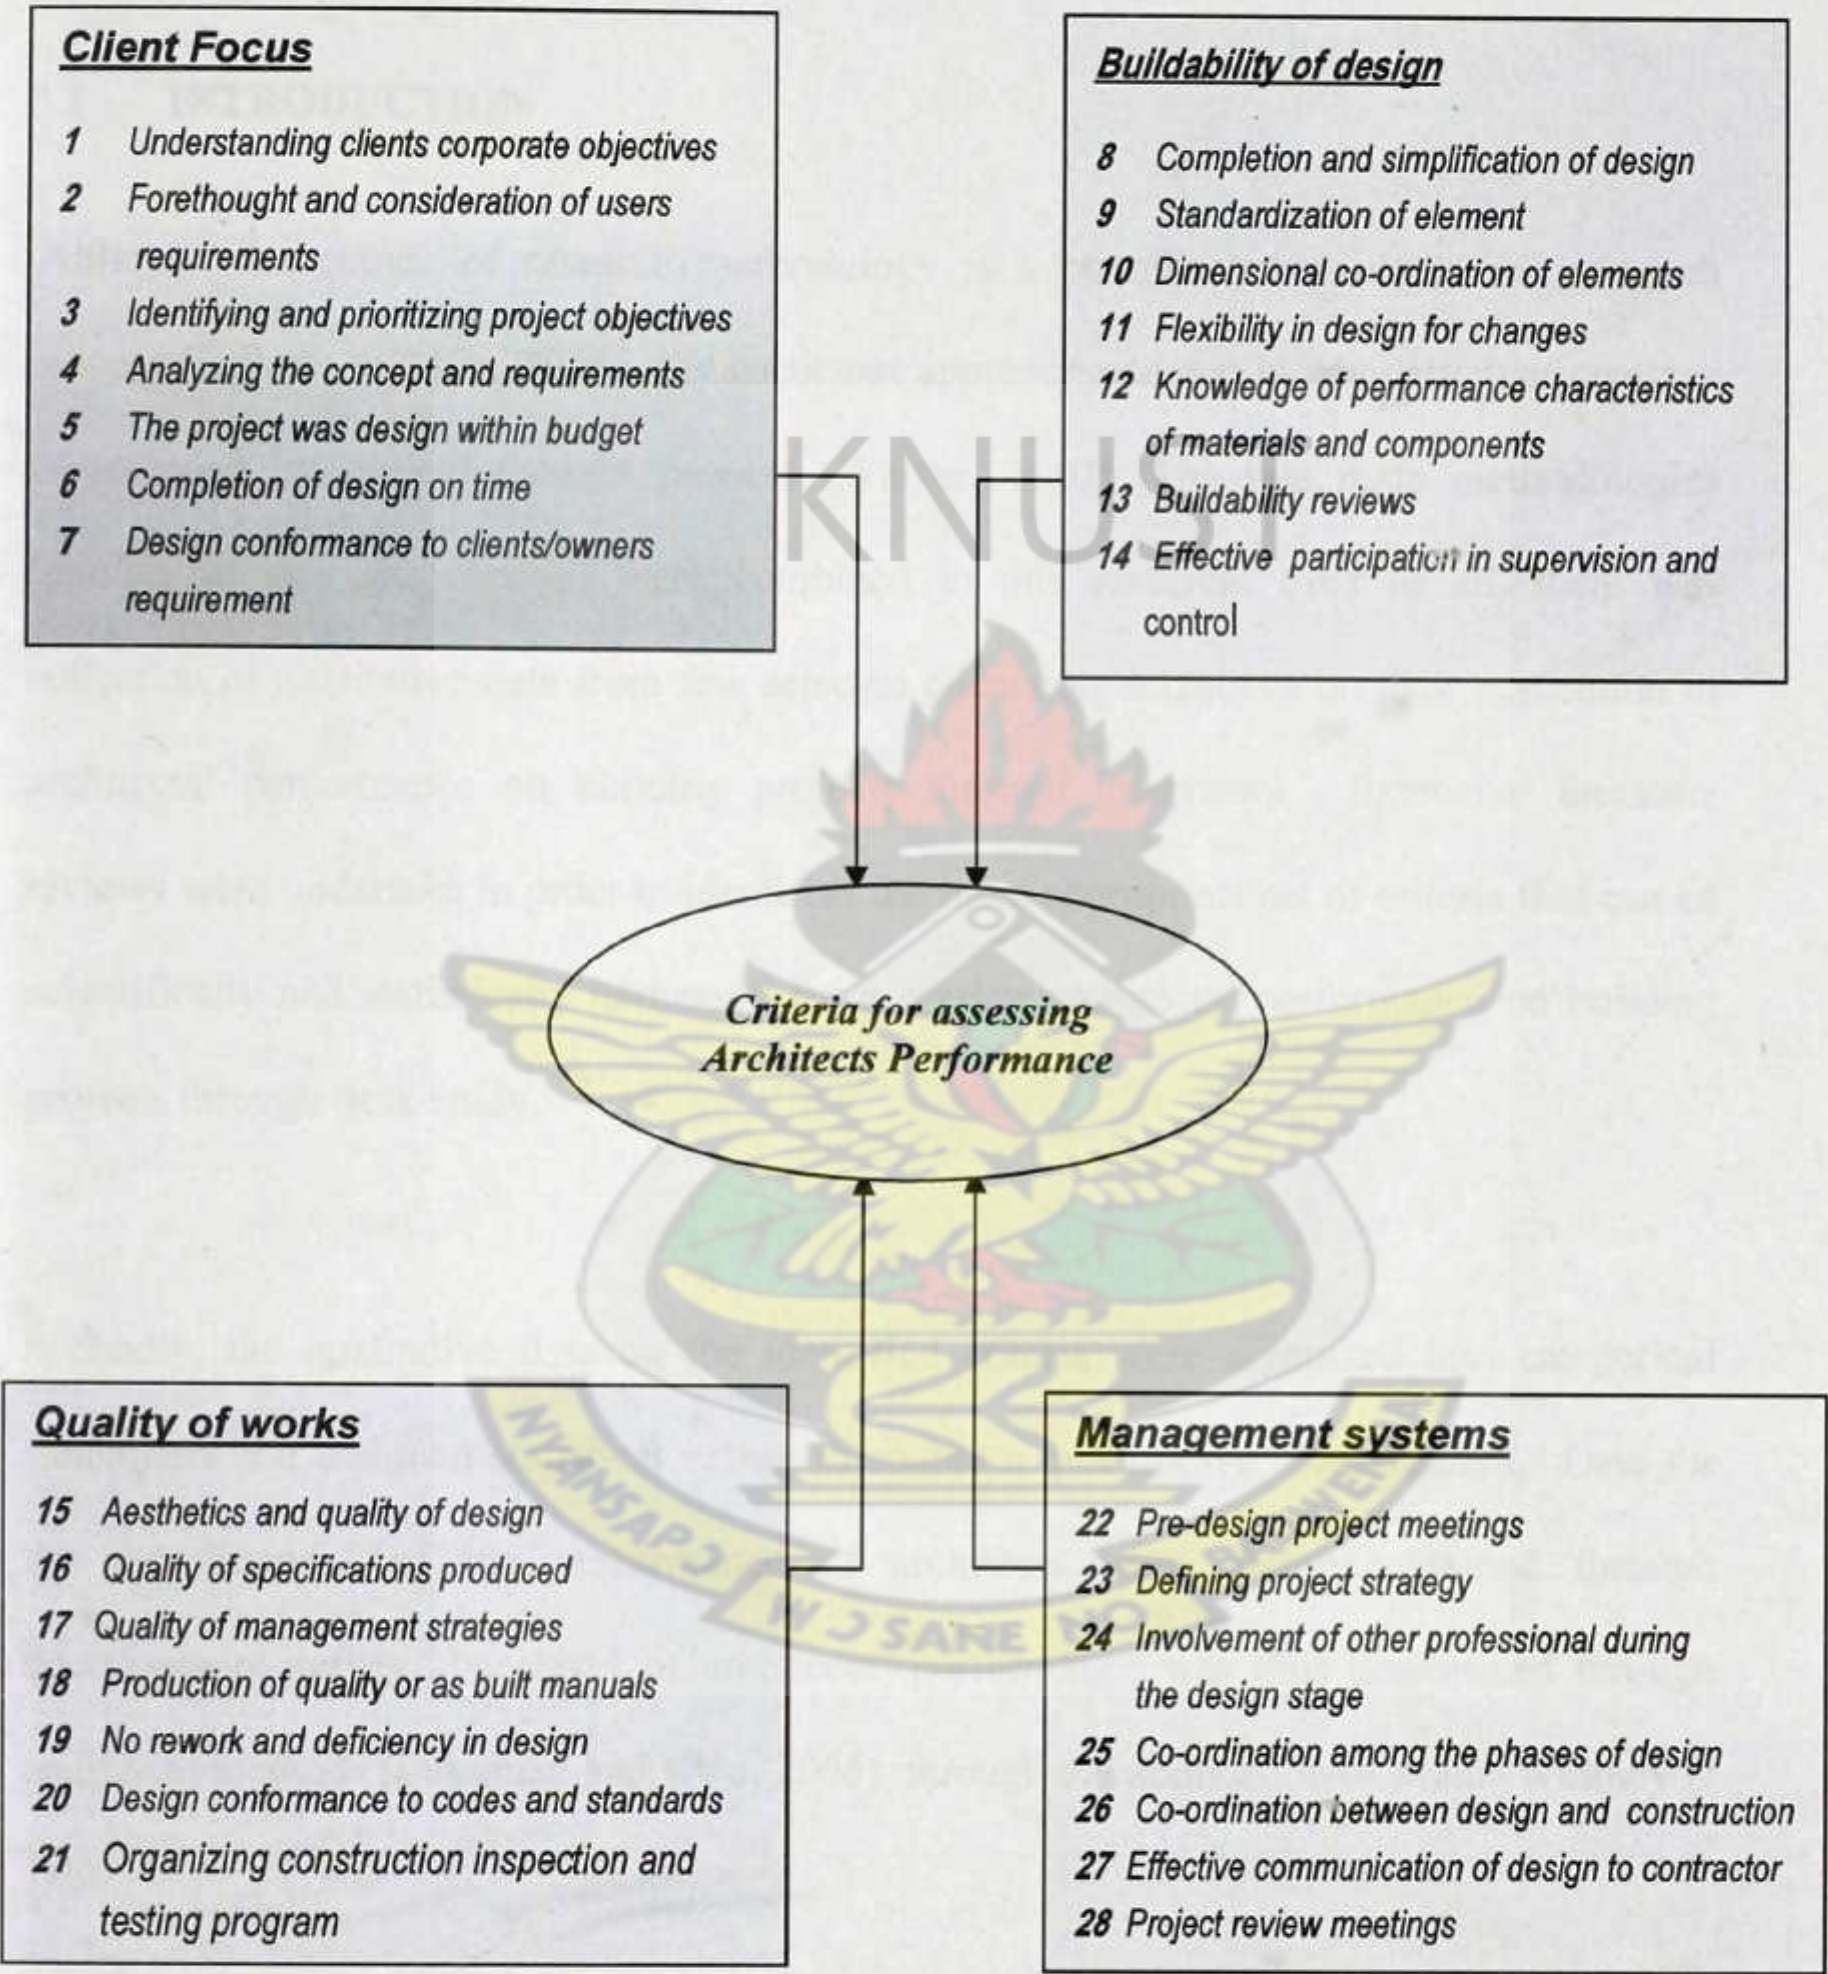 Client Focus
1 Understanding clients corporate objectives
2 Forethought and consideration of users
requirements
3 Identifying and prioritizing project objectives
4 Analyzing the concept and requirements
5 The project was design within budget
6 Completion of design on time
7 Design conformance to clients/owners
requirement
Buildability of design
8 Completion and simplification of design
9 Standardization of element
10 Dimensional co-ordination of elements
11 Flexibility in design for changes
12 Knowledge of performance characteristics
of materials and components
13 Buildability reviews
14 Effective participation in supervision and
control
KNUST
Criteria for assessing
Architects Performance
Quality of works
15 Aesthetics and quality of design
16 Quality of specifications produced
17 Quality of management strategies
18 Production of quality or as built manuals
19 No rework and deficiency in design
20 Design conformance to codes and standards
21 Organizing construction inspection and
testing program
Management systems
22 Pre-design project meetings
23 Defining project strategy
24 Involvement of other professional during
the design stage
25 Co-ordination among the phases of design
26 Co-ordination between design and construction
27 Effective communication of design to contractor
28 Project review meetings
NYANSAPƆ
W Ɔ SANE NO